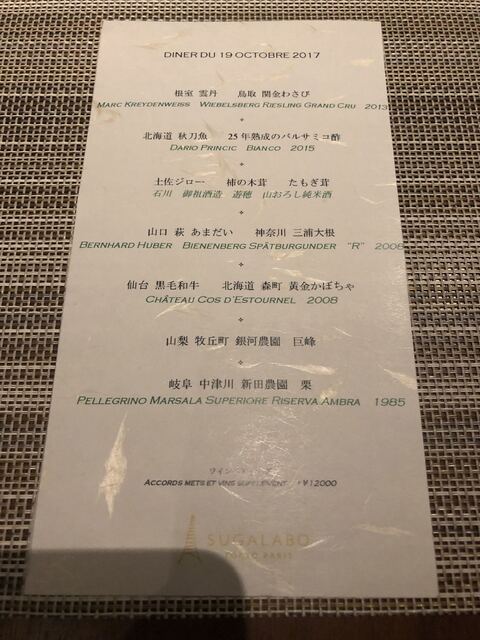 DINER DU 19 OCTOBRE 2017
根室 雲丹 鳥取 関金わさび
MARC KREYDENWEISS WIEBELSBERG RIESLING GRAND CRU 2013
北海道 秋刀魚 25年熟成のバルサミコ酢
DARIO PRINCIC BIANCO 2015
土佐ジロー 柿の木茸 たもぎ茸
石川 御祖酒造 遊穂 山おろし純米酒
山口 萩 あまだい 神奈川 三浦大根
BERNHARD HUBER BIENENBERG SPÄTBURGUNDER "R" 2008
仙台 黒毛和牛 北海道 森町 黄金かぼちゃ
CHÂTEAU COS D'ESTOURNEL 2008
山梨 牧丘町 銀河農園 巨峰
岐阜 中津川 新田農園 栗
PELLEGRINO MARSALA SUPERIORE RISERVA AMBRA 1985
ACCORDS METS ET VINS SUPPLEMENT ¥12000
SUGALABO
TOKYO PARIS